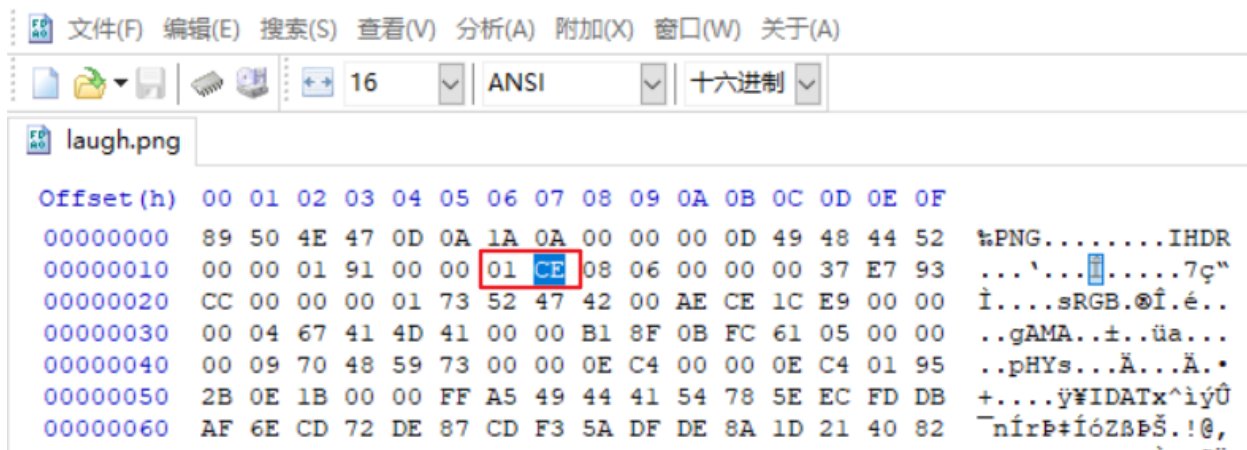 文件(F) 编辑(E) 搜索(S) 查看(V) 分析(A) 附加(X) 窗口(W) 关于(A)
16 ANSI 十六进制
laugh.png
Offset(h) 00 01 02 03 04 05 06 07 08 09 0A 0B 0C 0D 0E 0F
00000000 89 50 4E 47 0D 0A 1A 0A 00 00 00 0D 49 48 44 52 ‰PNG........IHDR
00000010 00 00 01 91 00 00 01 CE 08 06 00 00 00 37 E7 93 ...‘...Î.....7ç“
00000020 CC 00 00 00 01 73 52 47 42 00 AE CE 1C E9 00 00 Ì....sRGB.®Î.é..
00000030 00 04 67 41 4D 41 00 00 B1 8F 0B FC 61 05 00 00 ..gAMA..±..üa...
00000040 00 09 70 48 59 73 00 00 0E C4 00 00 0E C4 01 95 ..pHYs...Ä...Ä.•
00000050 2B 0E 1B 00 00 FF A5 49 44 41 54 78 5E EC FD DB +....ÿ¥IDATx^ìýÛ
00000060 AF 6E CD 72 DE 87 CD F3 5A DF DE 8A 1D 21 40 82 ¯nÍrÞ‡ÍóZßÞŠ.!@‚